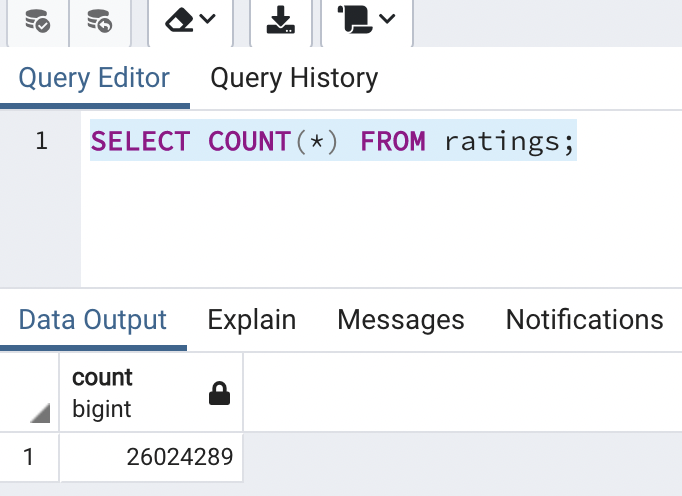 Query Editor Query History
1 SELECT COUNT(*) FROM ratings;
Data Output Explain Messages Notifications
count
bigint
1 26024289